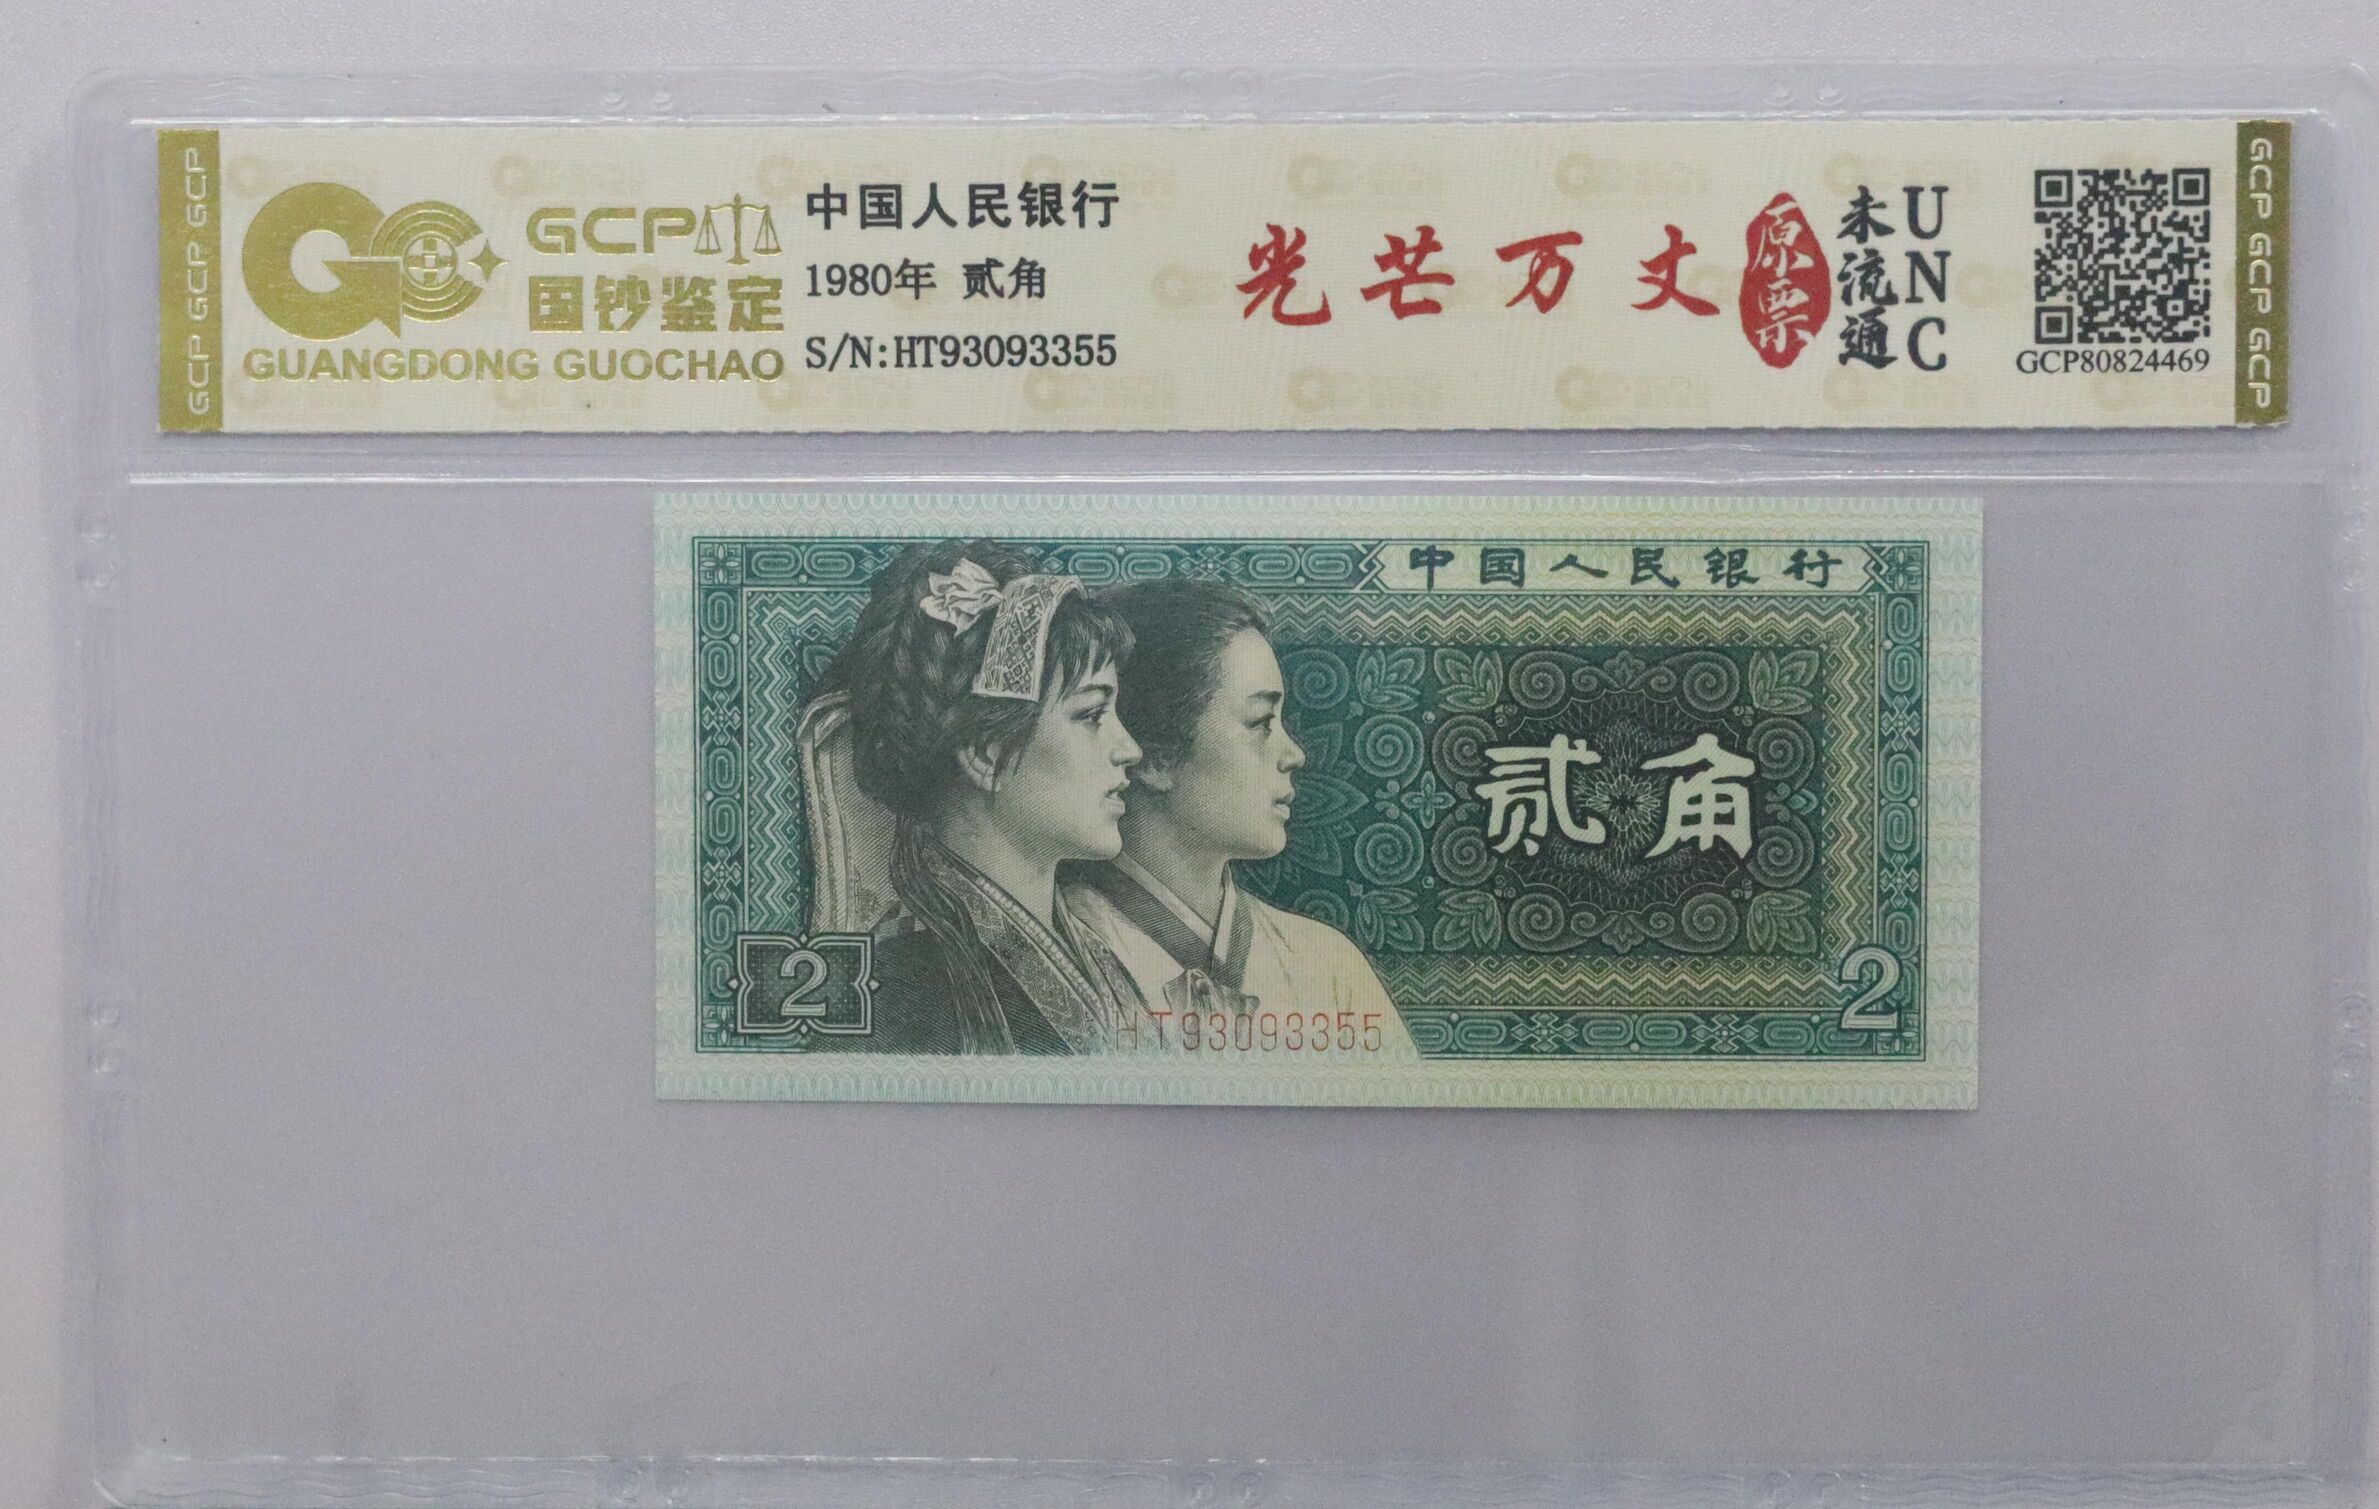 GCP GCP GCP
GCP
国钞鉴定
GUANGDONG GUOCHAO
中国人民银行
1980年 贰角
S/N:HT93093355
光芒万丈
原票
未流通
UNC
GCP80824469
GCP GCP GCP
中国人民银行
贰角
2
2
HT93093355